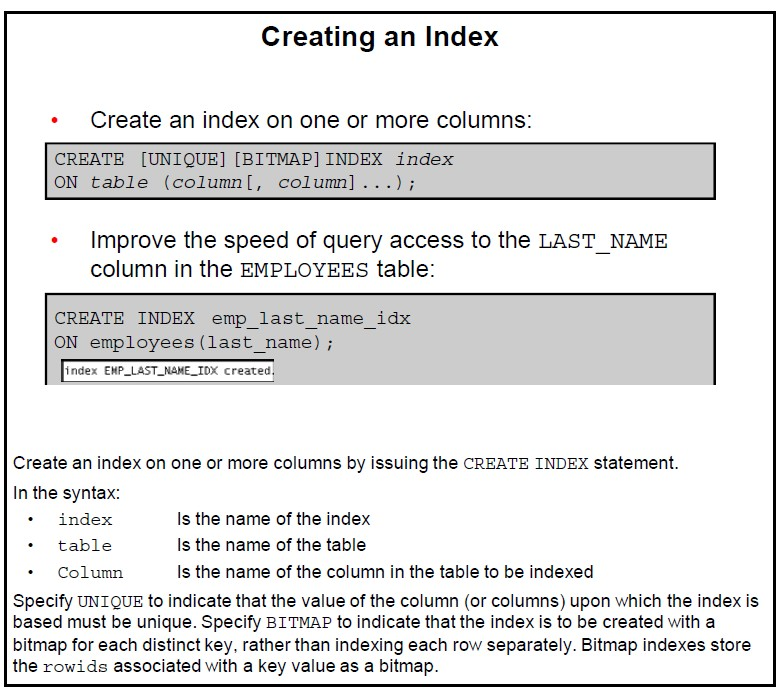 Creating an Index
• Create an index on one or more columns:
CREATE [UNIQUE][BITMAP]INDEX index
ON table (column[, column]...);
• Improve the speed of query access to the LAST_NAME
column in the EMPLOYEES table:
CREATE INDEX emp_last_name_idx
ON employees(last_name);
index EMP_LAST_NAME_IDX created.
Create an index on one or more columns by issuing the CREATE INDEX statement.
In the syntax:
• index Is the name of the index
• table Is the name of the table
• Column Is the name of the column in the table to be indexed
Specify UNIQUE to indicate that the value of the column (or columns) upon which the index is
based must be unique. Specify BITMAP to indicate that the index is to be created with a
bitmap for each distinct key, rather than indexing each row separately. Bitmap indexes store
the rowids associated with a key value as a bitmap.